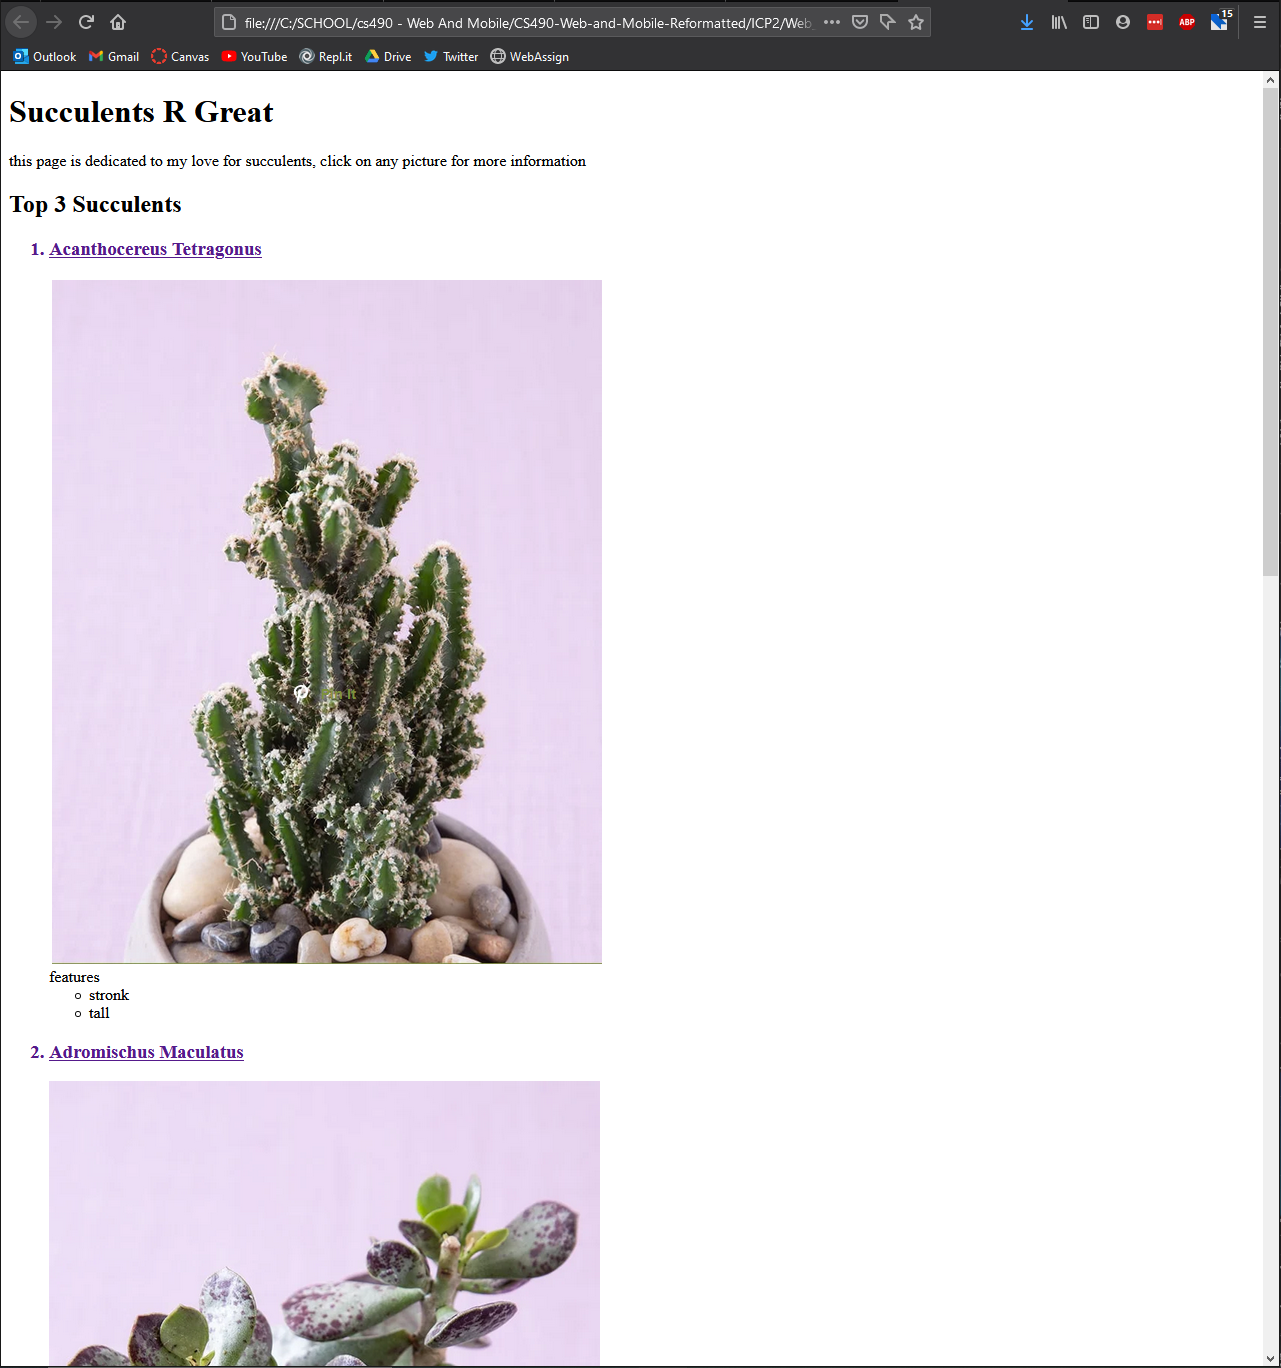 file:///C:/SCHOOL/cs490 - Web And Mobile/CS490-Web-and-Mobile-Reformatted/ICP2/Web
15
ABP
Outlook Gmail Canvas YouTube Repl.it Drive Twitter WebAssign
Succulents R Great
this page is dedicated to my love for succulents, click on any picture for more information
Top 3 Succulents
1. Acanthocereus Tetragonus
features
stronk
tall
2. Adromischus Maculatus